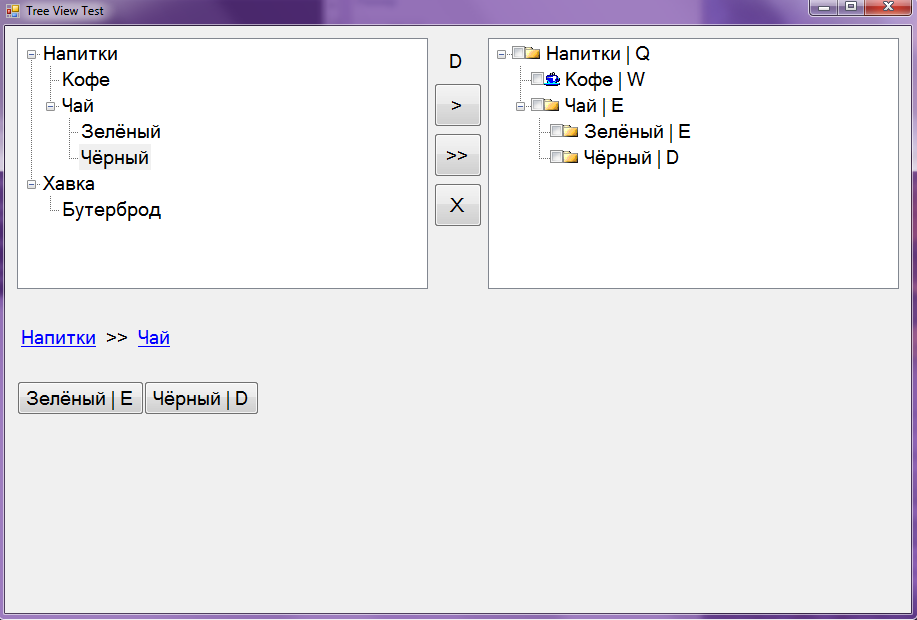 Tree View Test
Напитки
Кофе
Чай
Зелёный
Чёрный
Хавка
Бутерброд
D
>
>>
X
Напитки | Q
Кофе | W
Чай | E
Зелёный | E
Чёрный | D
Напитки >> Чай
Зелёный | E Чёрный | D